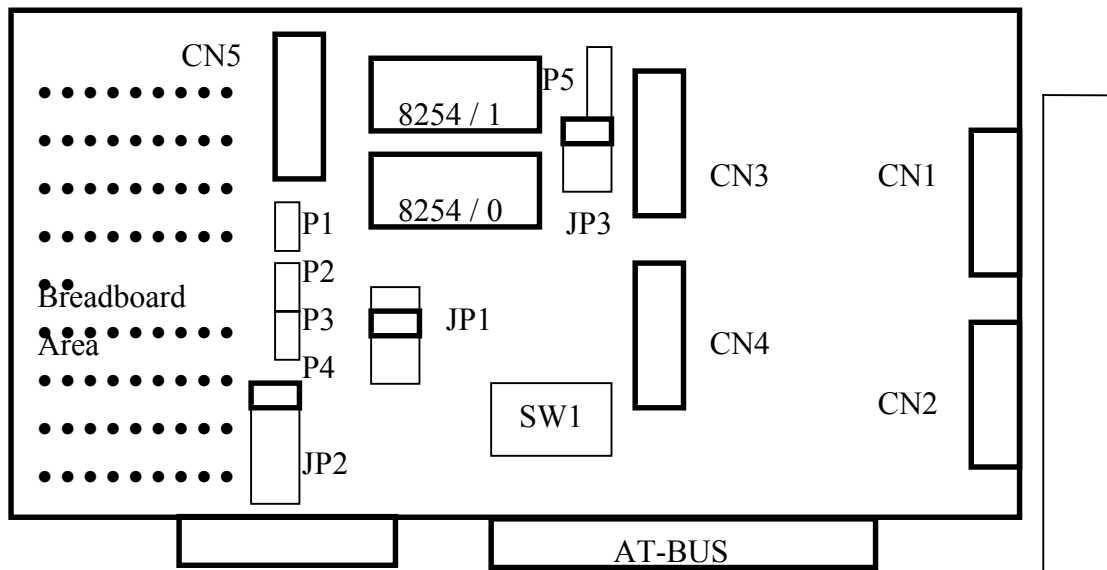 CN5
P5
8254 / 1
CN3
CN1
8254 / 0
JP3
P1
P2
Breadboard
P3
JP1
Area
CN4
P4
CN2
SW1
JP2
AT-BUS